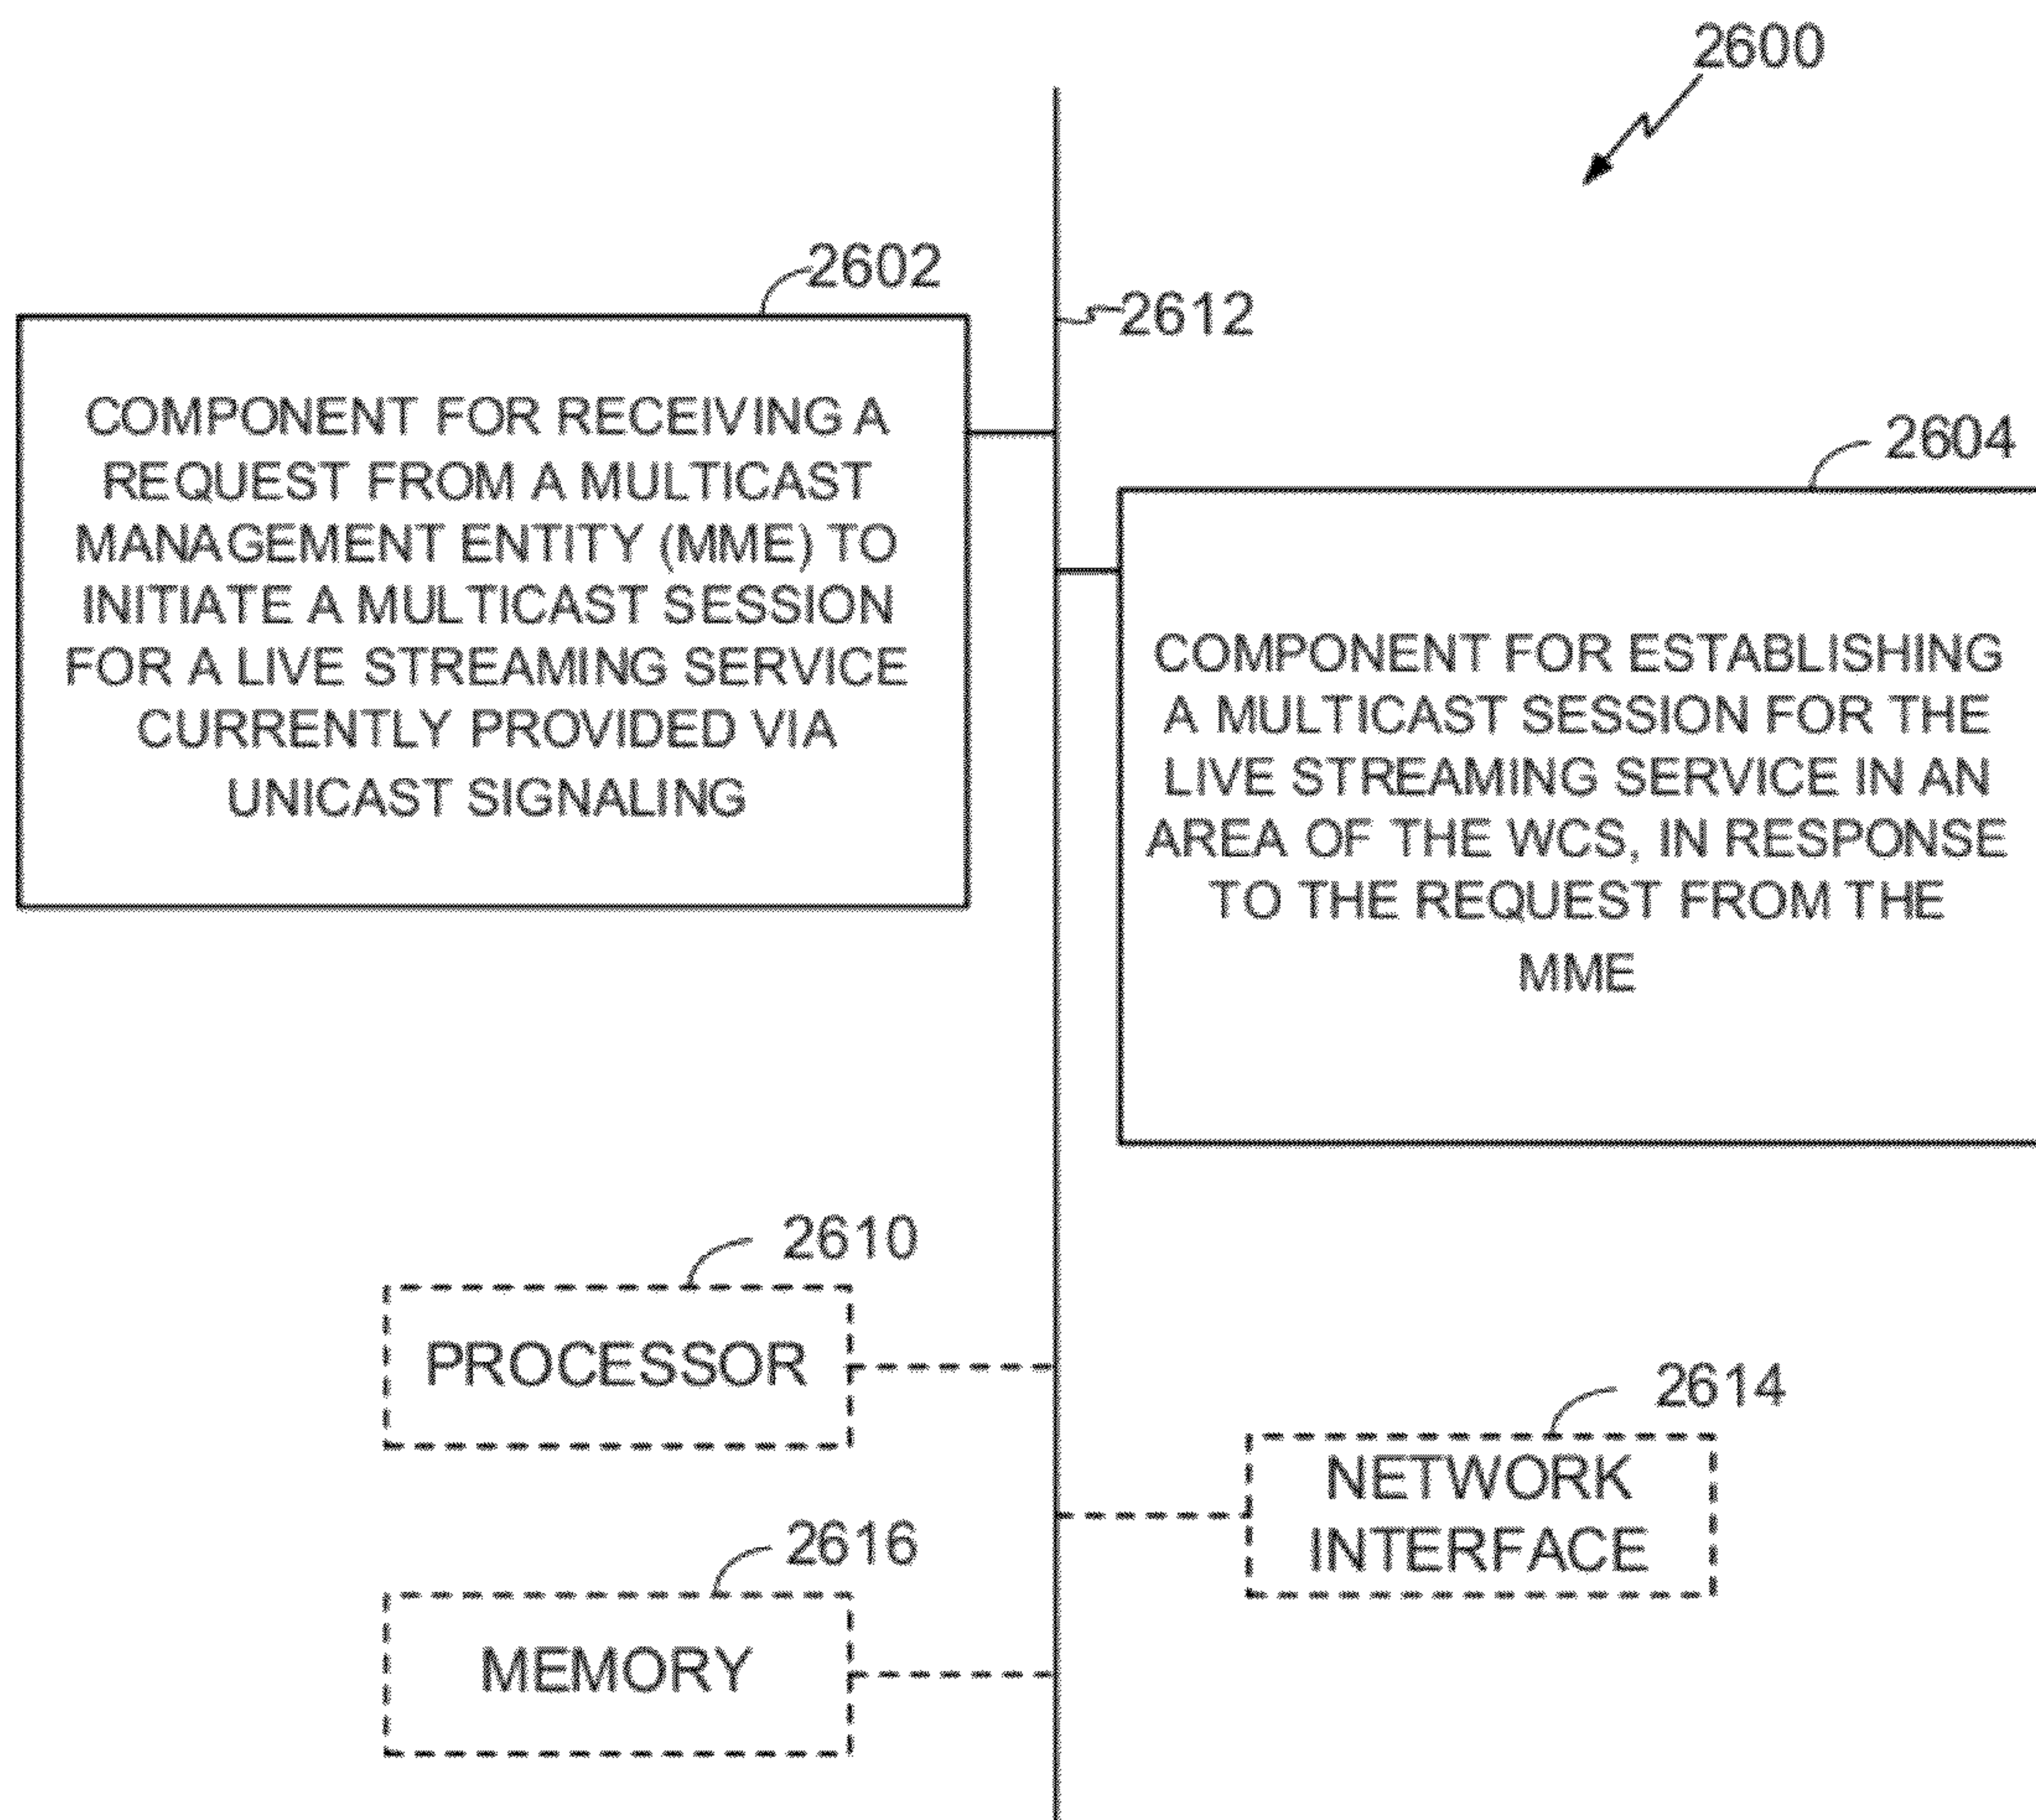 2600
2602
2612
COMPONENT FOR RECEIVING A
REQUEST FROM A MULTICAST
MANAGEMENT ENTITY (MME) TO
INITIATE A MULTICAST SESSION
FOR A LIVE STREAMING SERVICE
CURRENTLY PROVIDED VIA
UNICAST SIGNALING
2604
COMPONENT FOR ESTABLISHING
A MULTICAST SESSION FOR THE
LIVE STREAMING SERVICE IN AN
AREA OF THE WCS, IN RESPONSE
TO THE REQUEST FROM THE
MME
2610
PROCESSOR
2614
NETWORK
INTERFACE
2616
MEMORY